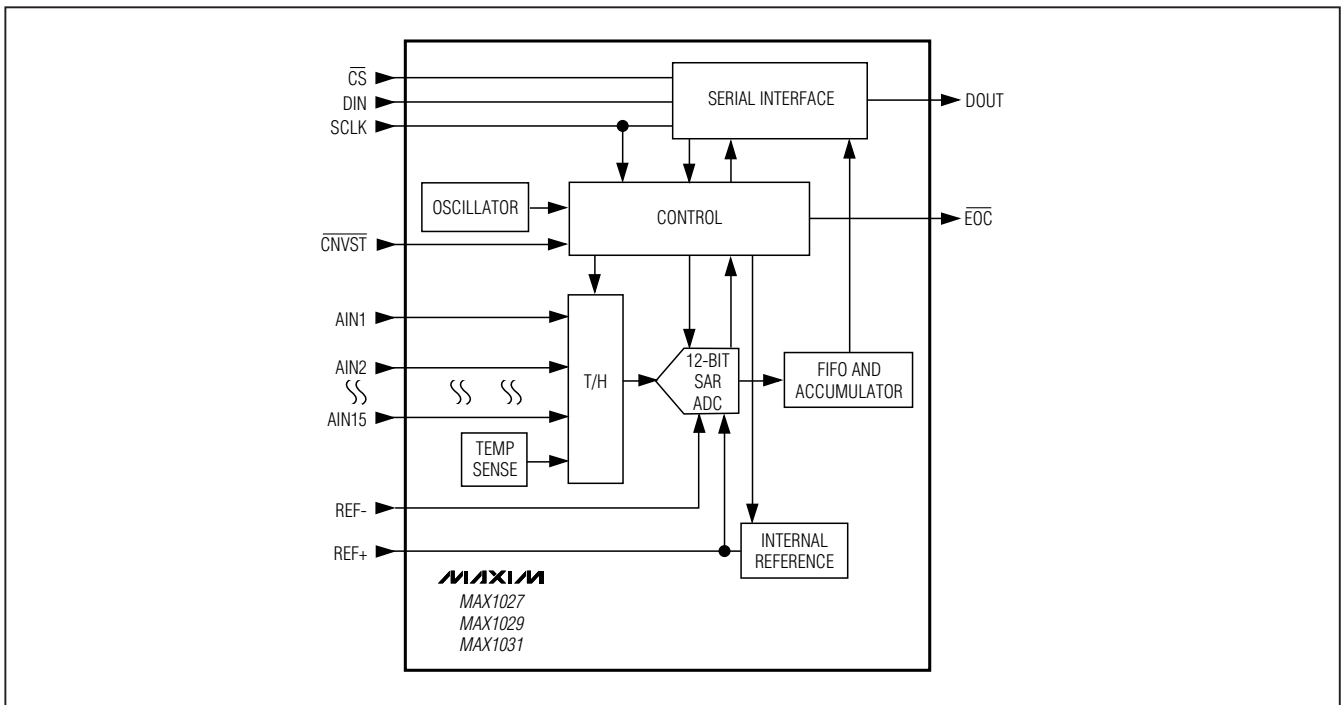 CS
DIN
SCLK
SERIAL INTERFACE
DOUT
OSCILLATOR
CONTROL
EOC
CNVST
AIN1
AIN2
AIN15
T/H
12-BIT
SAR
ADC
FIFO AND
ACCUMULATOR
TEMP
SENSE
REF-
REF+
INTERNAL
REFERENCE
MAXIM
MAX1027
MAX1029
MAX1031